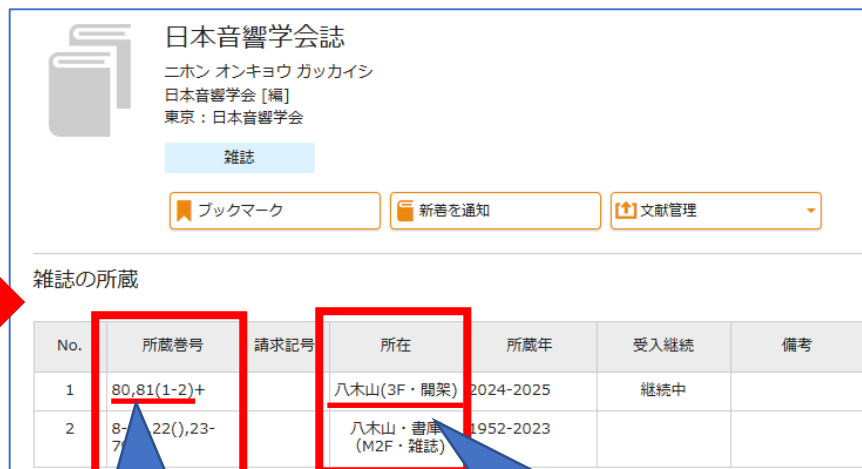 日本音響学会誌
ニホン オンキョウ ガッカイシ
日本音響学会 [編]
東京 : 日本音響学会
雑誌
ブックマーク
新着を通知
文献管理
雑誌の所蔵
No. 所蔵巻号 請求記号 所在 所蔵年 受入継続 備考
1 80,81(1-2)+ 八木山(3F・開架) 2024-2025 継続中
2 8- ,22(),23- 八木山・書庫 1952-2023
(M2F・雑誌)